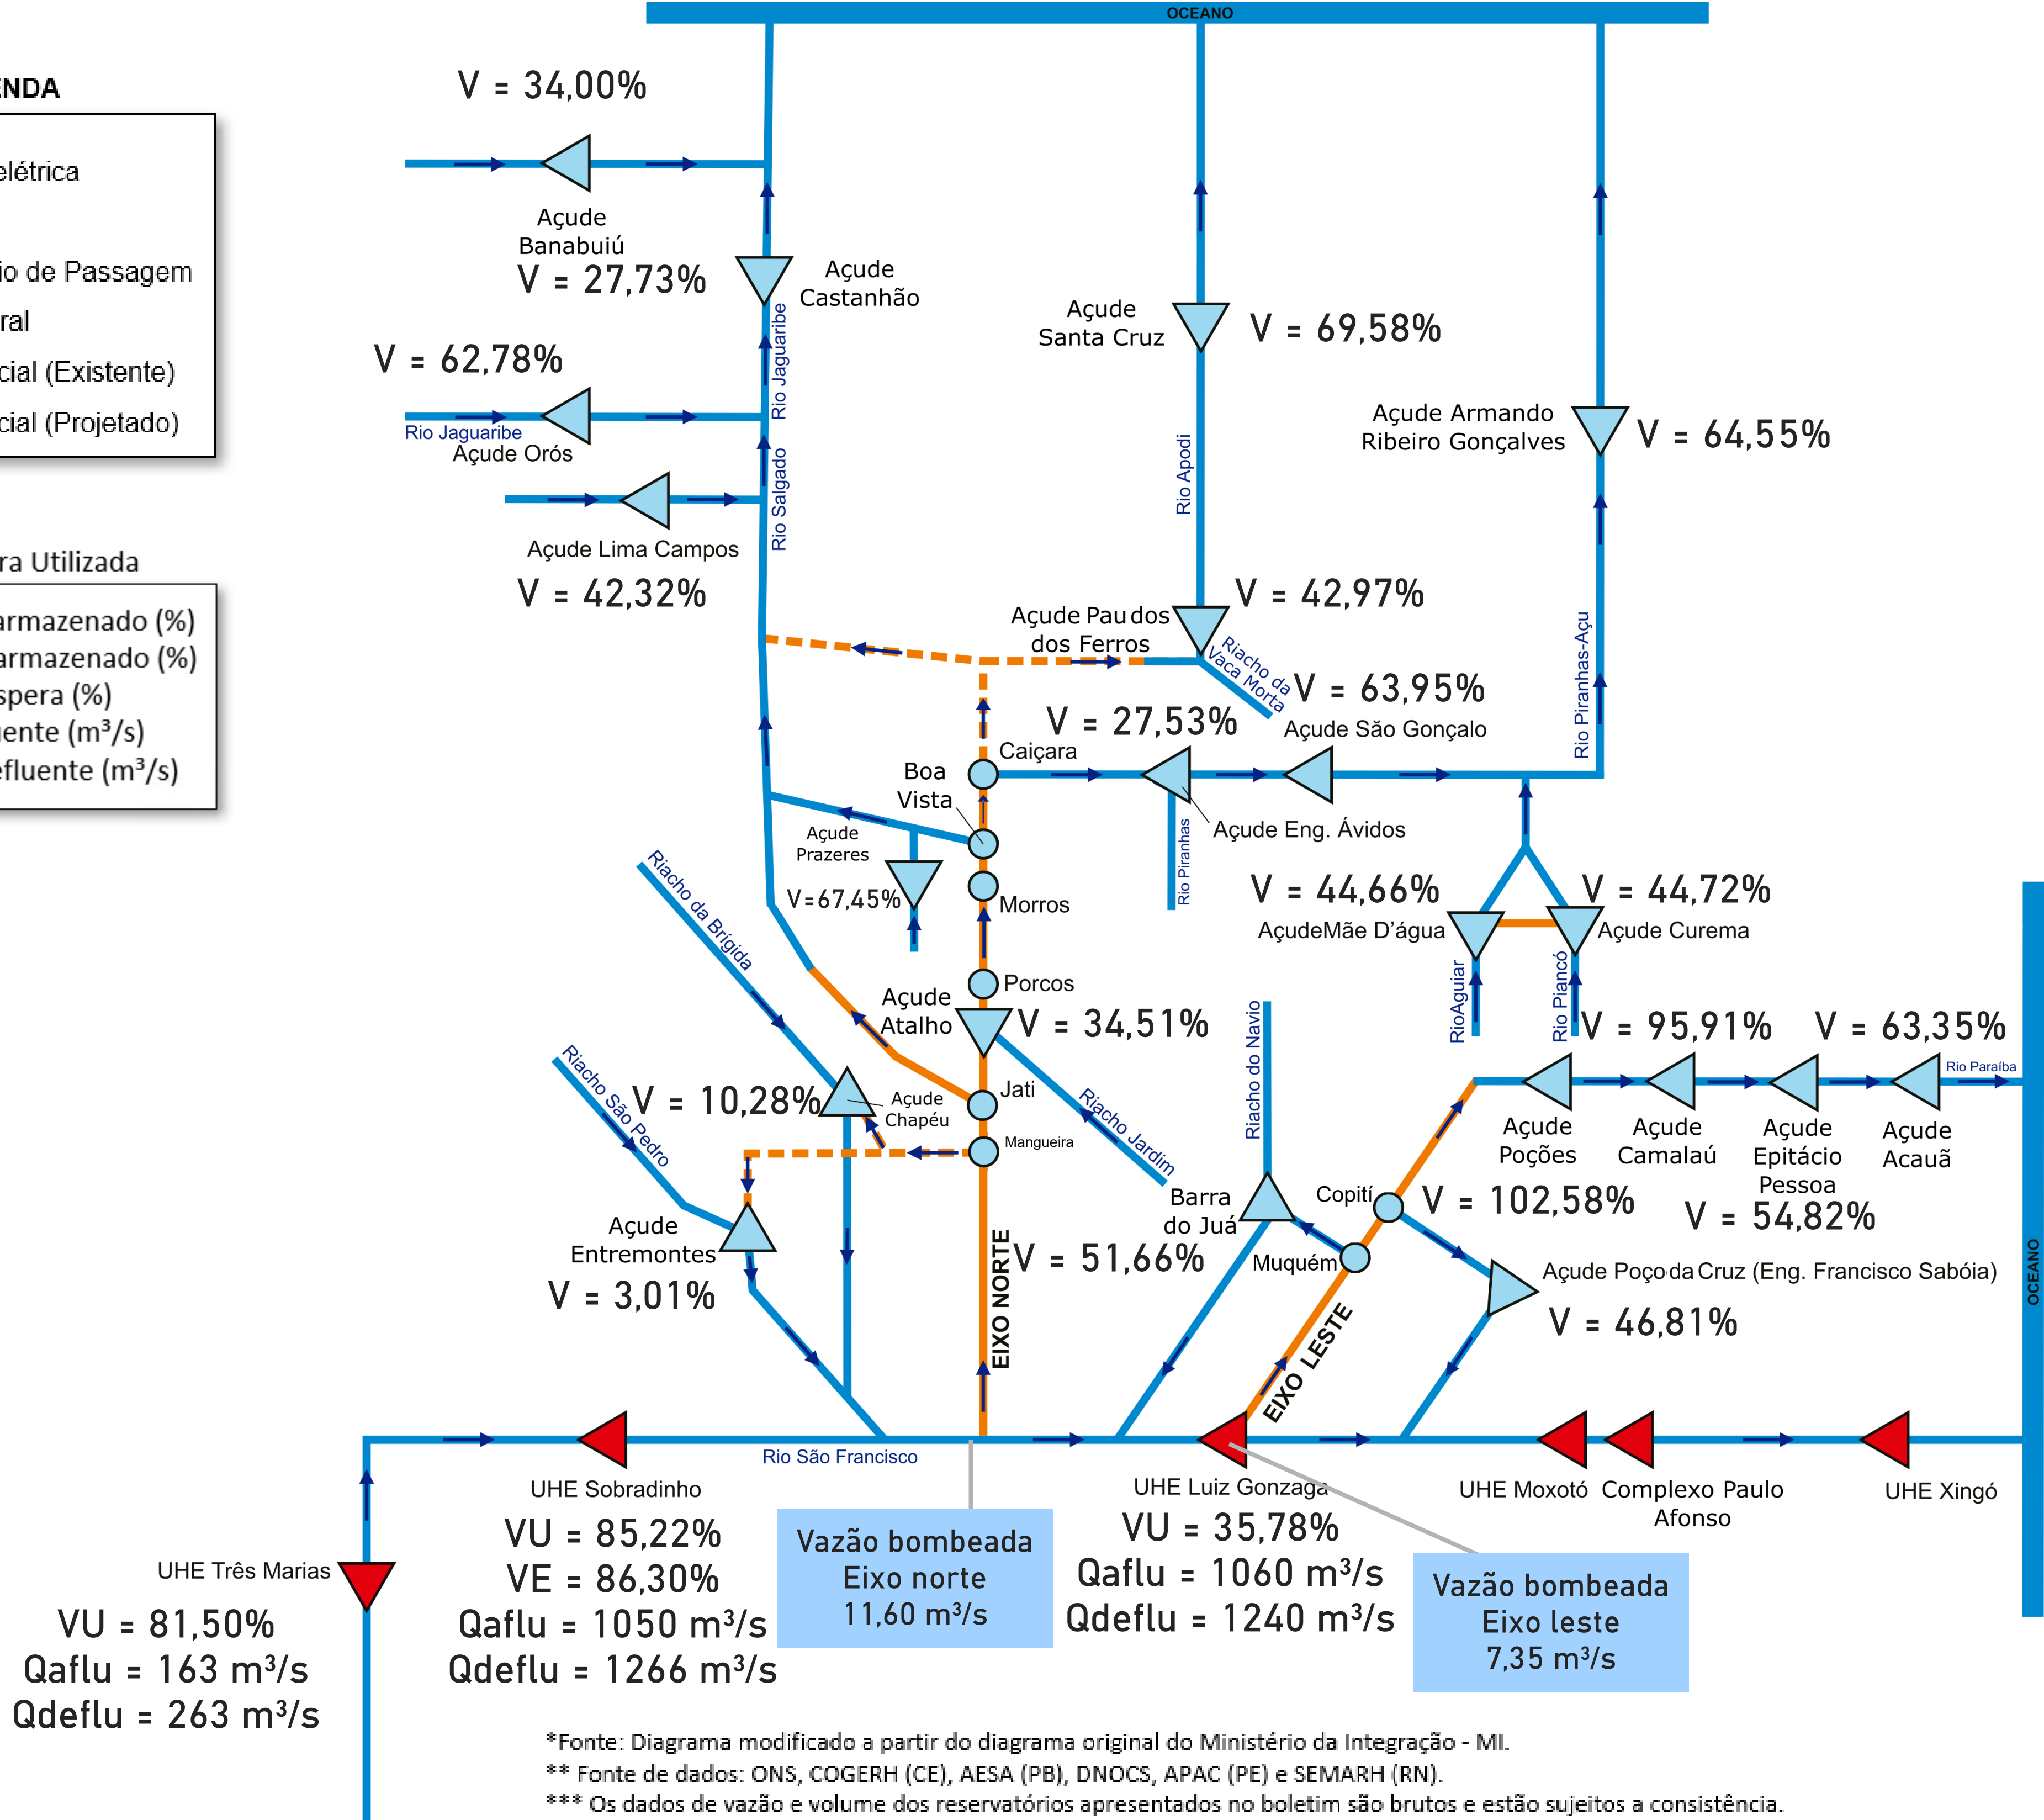 OCEANO
ENDA
elétrica
io de Passagem
ral
cial (Existente)
cial (Projetado)
ra Utilizada
armazenado (%)
armazenado (%)
spera (%)
uente (m³/s)
efluente (m³/s)
V = 34,00%
Açude
Banabuiú
V = 27,73%
Açude
Castanhão
Rio Jaguaribe
V = 62,78%
Rio Jaguaribe
Açude Orós
Rio Salgado
Açude Lima Campos
V = 42,32%
Açude
Santa Cruz
V = 69,58%
Rio Apodi
Açude Armando
Ribeiro Gonçalves
V = 64,55%
Rio Piranhas-Açu
Açude Pau dos
dos Ferros
V = 42,97%
Riacho da
Vaca Morta
V = 63,95%
Açude São Gonçalo
V = 27,53%
Caiçara
Boa
Vista
Açude Eng. Ávidos
Rio Piranhas
Açude
Prazeres
V=67,45%
Morros
Riacho da Brígida
V = 44,66%
AçudeMãe D'água
V = 44,72%
Açude Curema
RioAguiar
Rio Piancó
Porcos
Açude
Atalho
V = 34,51%
Riacho do Navio
V = 95,91%
V = 63,35%
Rio Paraíba
Riacho São Pedro
V = 10,28%
Açude
Chapéu
Jati
Mangueira
Riacho Jardim
Açude
Poções
Açude
Camalaú
Açude
Epitácio
Pessoa
Açude
Acauã
V = 102,58%
V = 54,82%
Barra
do Juá
Copití
Muquém
V = 51,66%
Açude
Entremontes
V = 3,01%
EIXO NORTE
EIXO LESTE
Açude Poço da Cruz (Eng. Francisco Sabóia)
V = 46,81%
OCEANO
Rio São Francisco
UHE Sobradinho
VU = 85,22%
VE = 86,30%
Qaflu = 1050 m³/s
Qdeflu = 1266 m³/s
Vazão bombeada
Eixo norte
11,60 m³/s
UHE Luiz Gonzaga
VU = 35,78%
Qaflu = 1060 m³/s
Qdeflu = 1240 m³/s
Vazão bombeada
Eixo leste
7,35 m³/s
UHE Moxotó
Complexo Paulo
Afonso
UHE Xingó
UHE Três Marias
VU = 81,50%
Qaflu = 163 m³/s
Qdeflu = 263 m³/s
*Fonte: Diagrama modificado a partir do diagrama original do Ministério da Integração - MI.
** Fonte de dados: ONS, COGERH (CE), AESA (PB), DNOCS, APAC (PE) e SEMARH (RN).
*** Os dados de vazão e volume dos reservatórios apresentados no boletim são brutos e estão sujeitos a consistência.